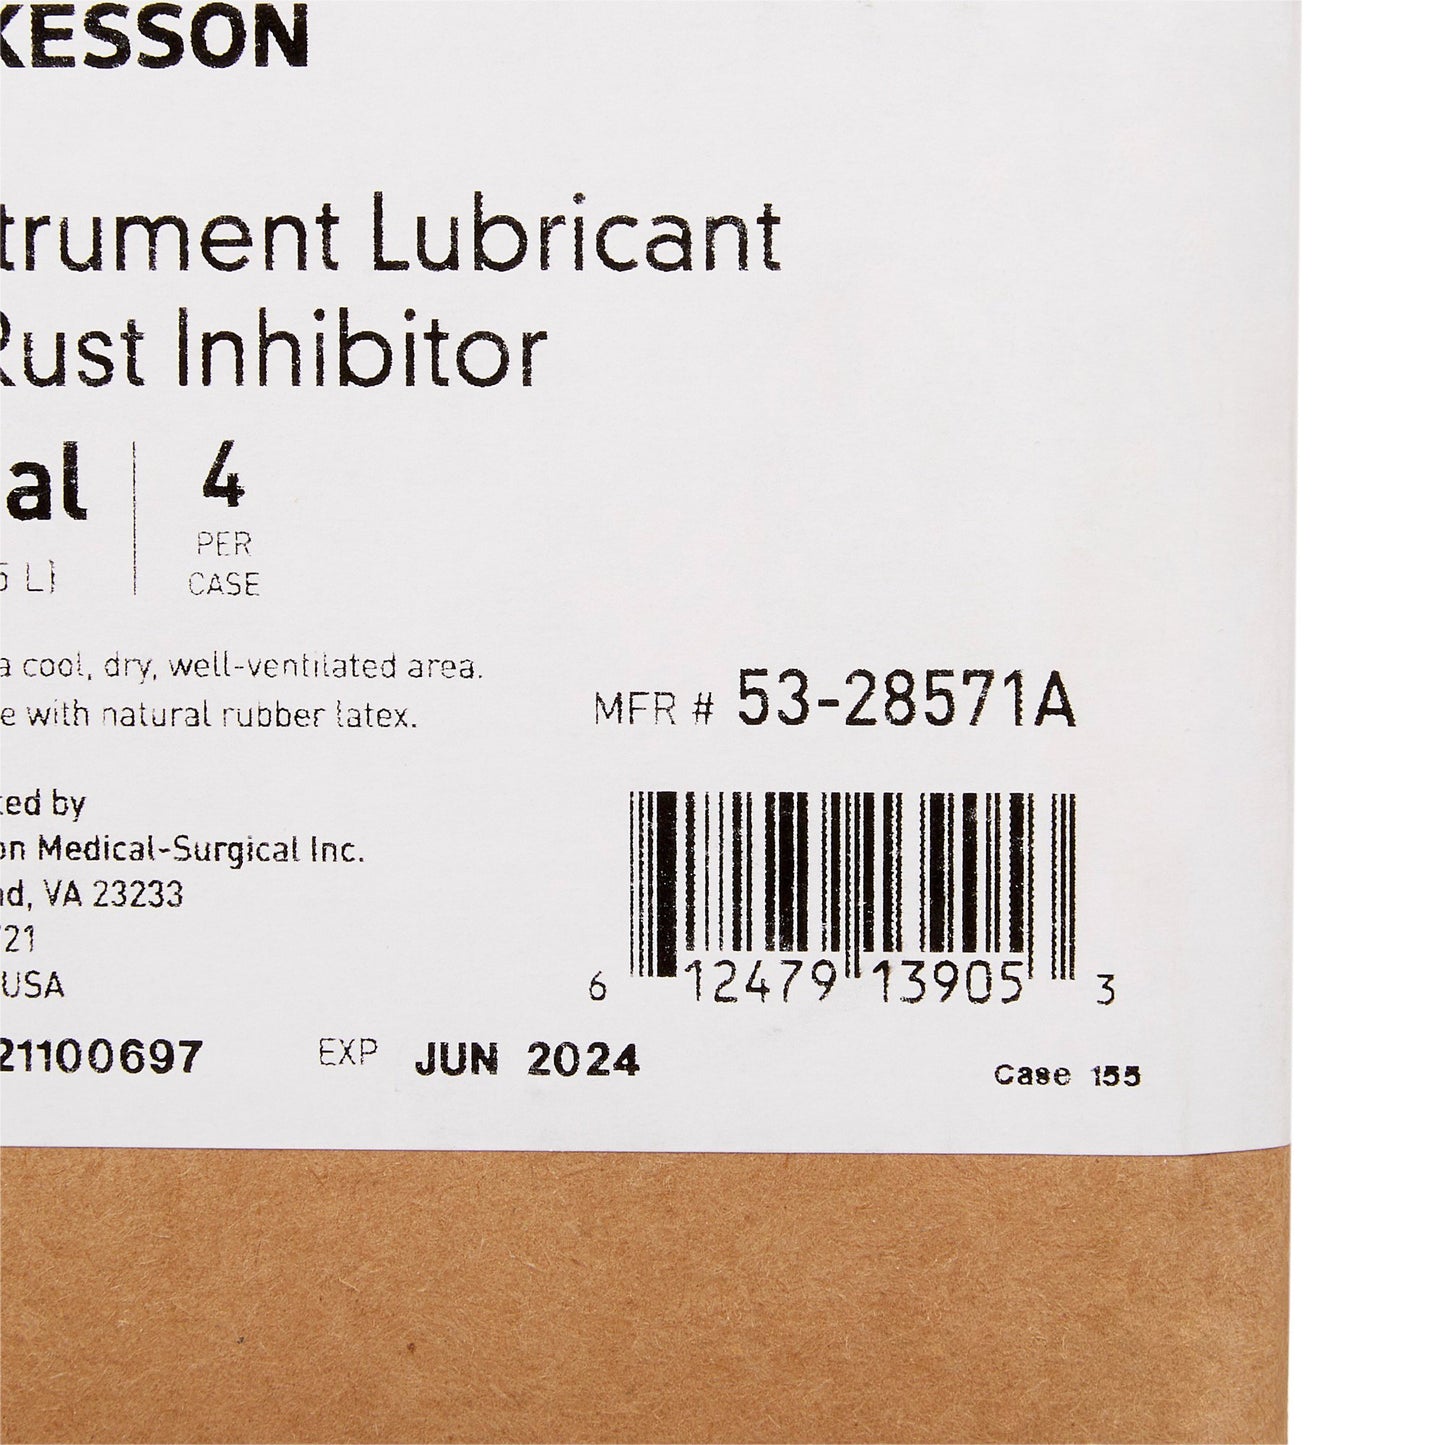 KESSON
trument Lubricant
Rust Inhibitor
al
4
PER
CASE
5 L)
a cool, dry, well-ventilated area.
e with natural rubber latex.
MFR # 53-28571A
ted by
on Medical-Surgical Inc.
nd, VA 23233
721
USA
6 12479 13905 3
21100697
EXP JUN 2024
Case 155